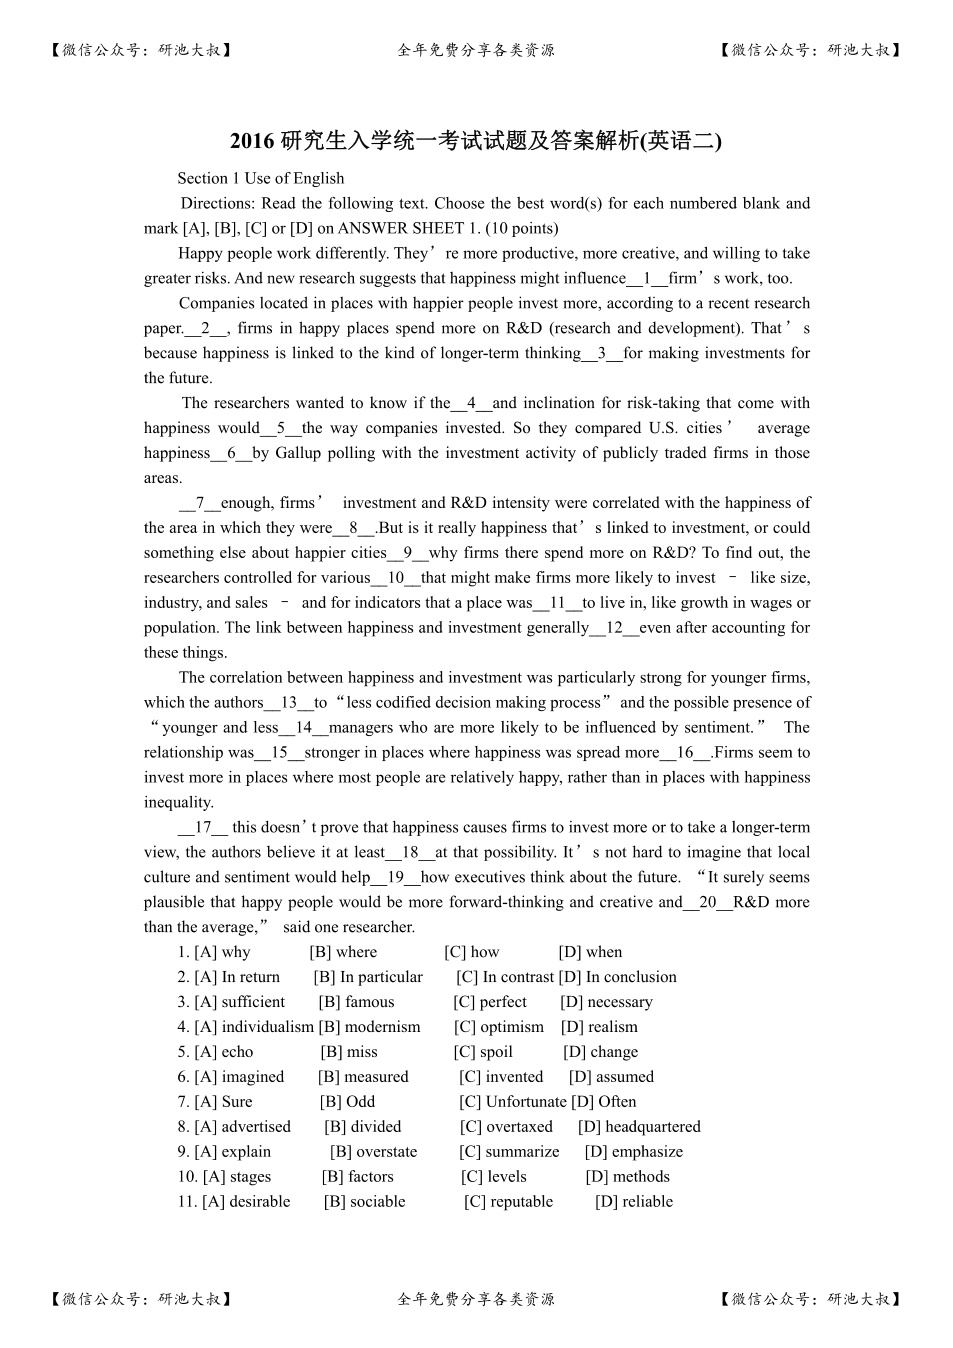 【微信公众号：研池大叔】 全年免费分享各类资源 【微信公众号：研池大叔】
2016 研究生入学统一考试试题及答案解析(英语二)
Section 1 Use of English
Directions: Read the following text. Choose the best word(s) for each numbered blank and
mark [A], [B], [C] or [D] on ANSWER SHEET 1. (10 points)
Happy people work differently. They’re more productive, more creative, and willing to take
greater risks. And new research suggests that happiness might influence__1__firm’s work, too.
Companies located in places with happier people invest more, according to a recent research
paper.__2__, firms in happy places spend more on R&D (research and development). That’s
because happiness is linked to the kind of longer-term thinking__3__for making investments for
the future.
The researchers wanted to know if the__4__and inclination for risk-taking that come with
happiness would__5__the way companies invested. So they compared U.S. cities’ average
happiness__6__by Gallup polling with the investment activity of publicly traded firms in those
areas.
__7__enough, firms’ investment and R&D intensity were correlated with the happiness of
the area in which they were__8__.But is it really happiness that’s linked to investment, or could
something else about happier cities__9__why firms there spend more on R&D? To find out, the
researchers controlled for various__10__that might make firms more likely to invest – like size,
industry, and sales – and for indicators that a place was__11__to live in, like growth in wages or
population. The link between happiness and investment generally__12__even after accounting for
these things.
The correlation between happiness and investment was particularly strong for younger firms,
which the authors__13__to “less codified decision making process” and the possible presence of
“younger and less__14__managers who are more likely to be influenced by sentiment.” The
relationship was__15__stronger in places where happiness was spread more__16__.Firms seem to
invest more in places where most people are relatively happy, rather than in places with happiness
inequality.
__17__ this doesn’t prove that happiness causes firms to invest more or to take a longer-term
view, the authors believe it at least__18__at that possibility. It’s not hard to imagine that local
culture and sentiment would help__19__how executives think about the future. “It surely seems
plausible that happy people would be more forward-thinking and creative and__20__R&D more
than the average,” said one researcher.
1. [A] why [B] where [C] how [D] when
2. [A] In return [B] In particular [C] In contrast [D] In conclusion
3. [A] sufficient [B] famous [C] perfect [D] necessary
4. [A] individualism [B] modernism [C] optimism [D] realism
5. [A] echo [B] miss [C] spoil [D] change
6. [A] imagined [B] measured [C] invented [D] assumed
7. [A] Sure [B] Odd [C] Unfortunate [D] Often
8. [A] advertised [B] divided [C] overtaxed [D] headquartered
9. [A] explain [B] overstate [C] summarize [D] emphasize
10. [A] stages [B] factors [C] levels [D] methods
11. [A] desirable [B] sociable [C] reputable [D] reliable
【微信公众号：研池大叔】 全年免费分享各类资源 【微信公众号：研池大叔】